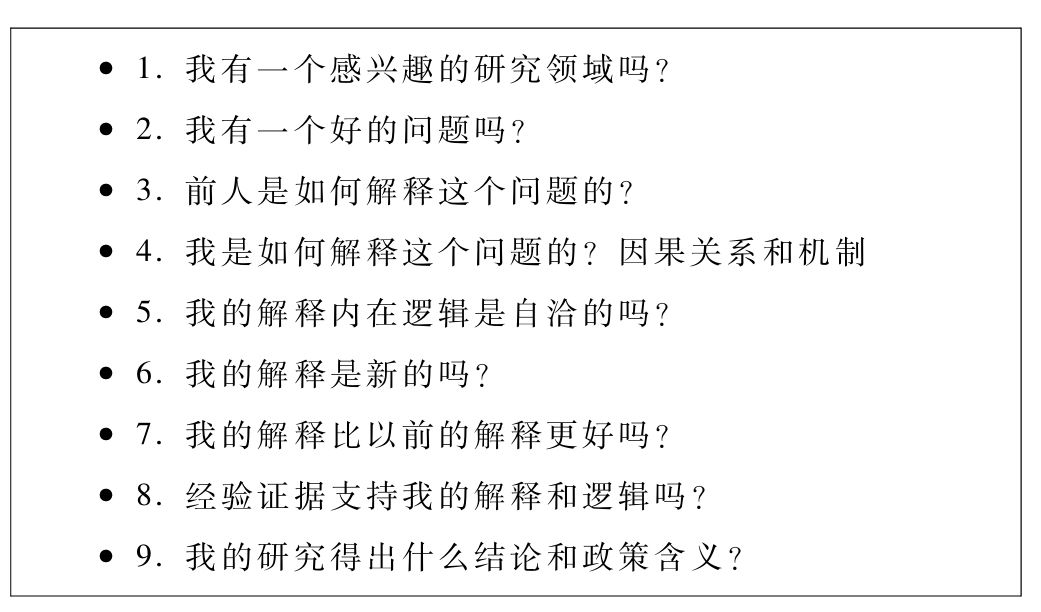 • 1. 我有一个感兴趣的研究领域吗?
• 2. 我有一个好的问题吗?
• 3. 前人是如何解释这个问题的?
• 4. 我是如何解释这个问题的? 因果关系和机制
• 5. 我的解释内在逻辑是自洽的吗?
• 6. 我的解释是新的吗?
• 7. 我的解释比以前的解释更好吗?
• 8. 经验证据支持我的解释和逻辑吗?
• 9. 我的研究得出什么结论和政策含义?